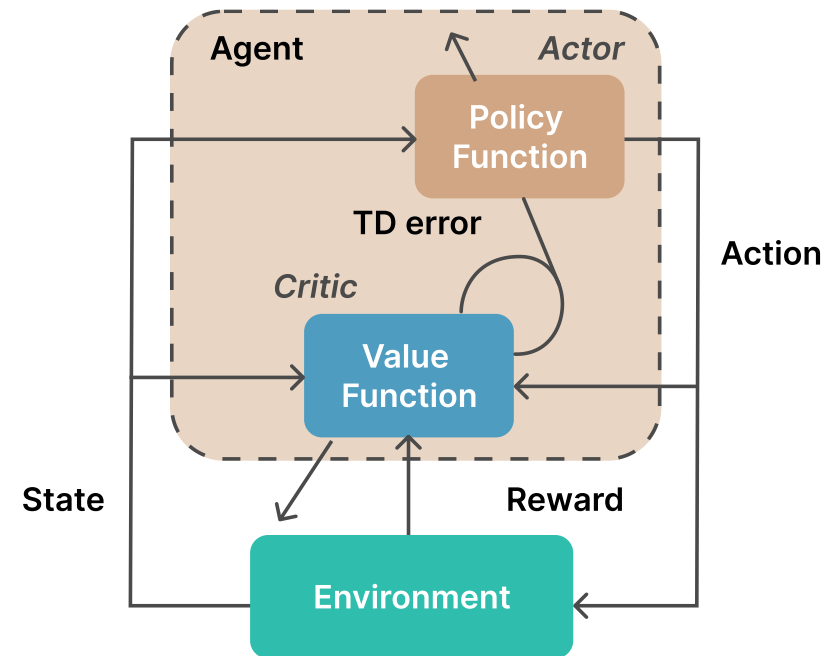 Agent
Actor
Policy
Function
TD error
Action
Critic
Value
Function
State
Reward
Environment